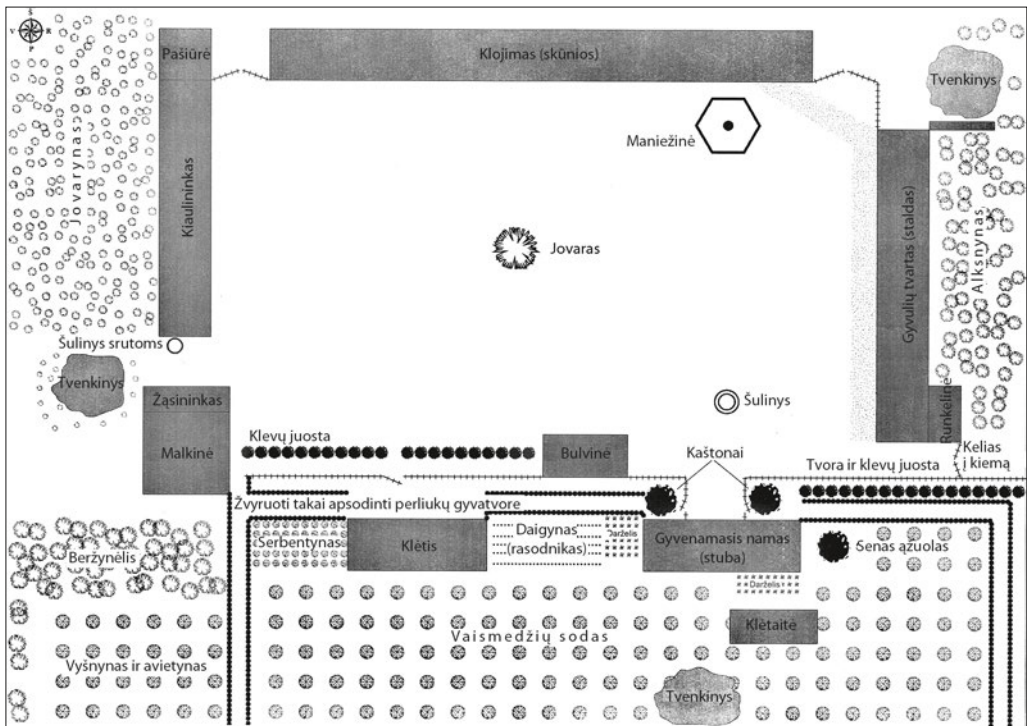 Š
V R
P
Pašiūrė
Klojimas (skūnios)
Tvenkinys
Maniežinė
Jovarynas
Kiaulininkas
Jovaras
Gyvulių tvartas (staldas)
Alksnynas
Šulinys srutoms
Tvenkinys
Žąsininkas
Šulinys
Runkelinė
Klevų juosta
Malkinė
Bulvinė
Kaštonai
Tvora ir klevų juosta
Kelias
į kiemą
Žvyruoti takai apsodinti perliukų gyvatvore
Serbentynas
Klėtis
Daigynas
(rasodnikas)
Darželis
Gyvenamasis namas
(stuba)
Senas ąžuolas
Beržynėlis
Darželis
Klėtaitė
Vaismedžių sodas
Vyšnynas ir avietynas
Tvenkinys